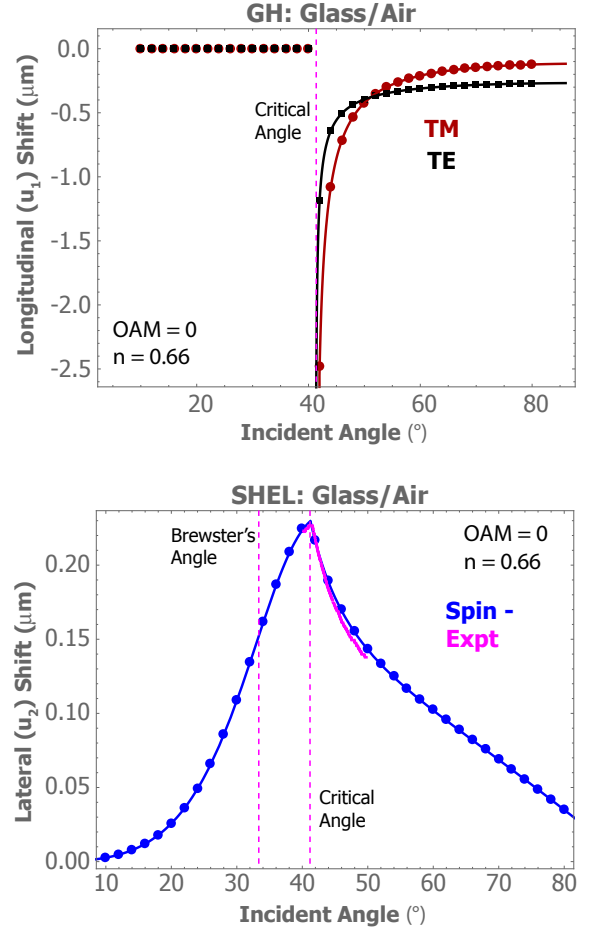 GH: Glass/Air
Longitudinal (u₁) Shift (μm)
0.0
-0.5
-1.0
-1.5
-2.0
-2.5
Critical
Angle
TM
TE
OAM = 0
n = 0.66
20
40
60
80
Incident Angle (°)
SHEL: Glass/Air
Lateral (u₂) Shift (μm)
0.20
0.15
0.10
0.05
0.00
Brewster's
Angle
OAM = 0
n = 0.66
Spin -
Expt
Critical
Angle
10
20
30
40
50
60
70
80
Incident Angle (°)